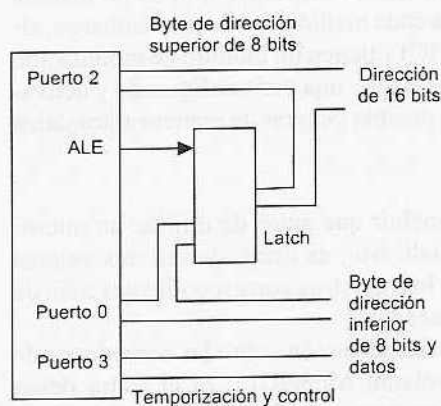 Byte de dirección
superior de 8 bits
Puerto 2
Dirección
de 16 bits
ALE
Latch
Byte de
dirección
inferior
de 8 bits y
datos
Puerto 0
Puerto 3
Temporización y control